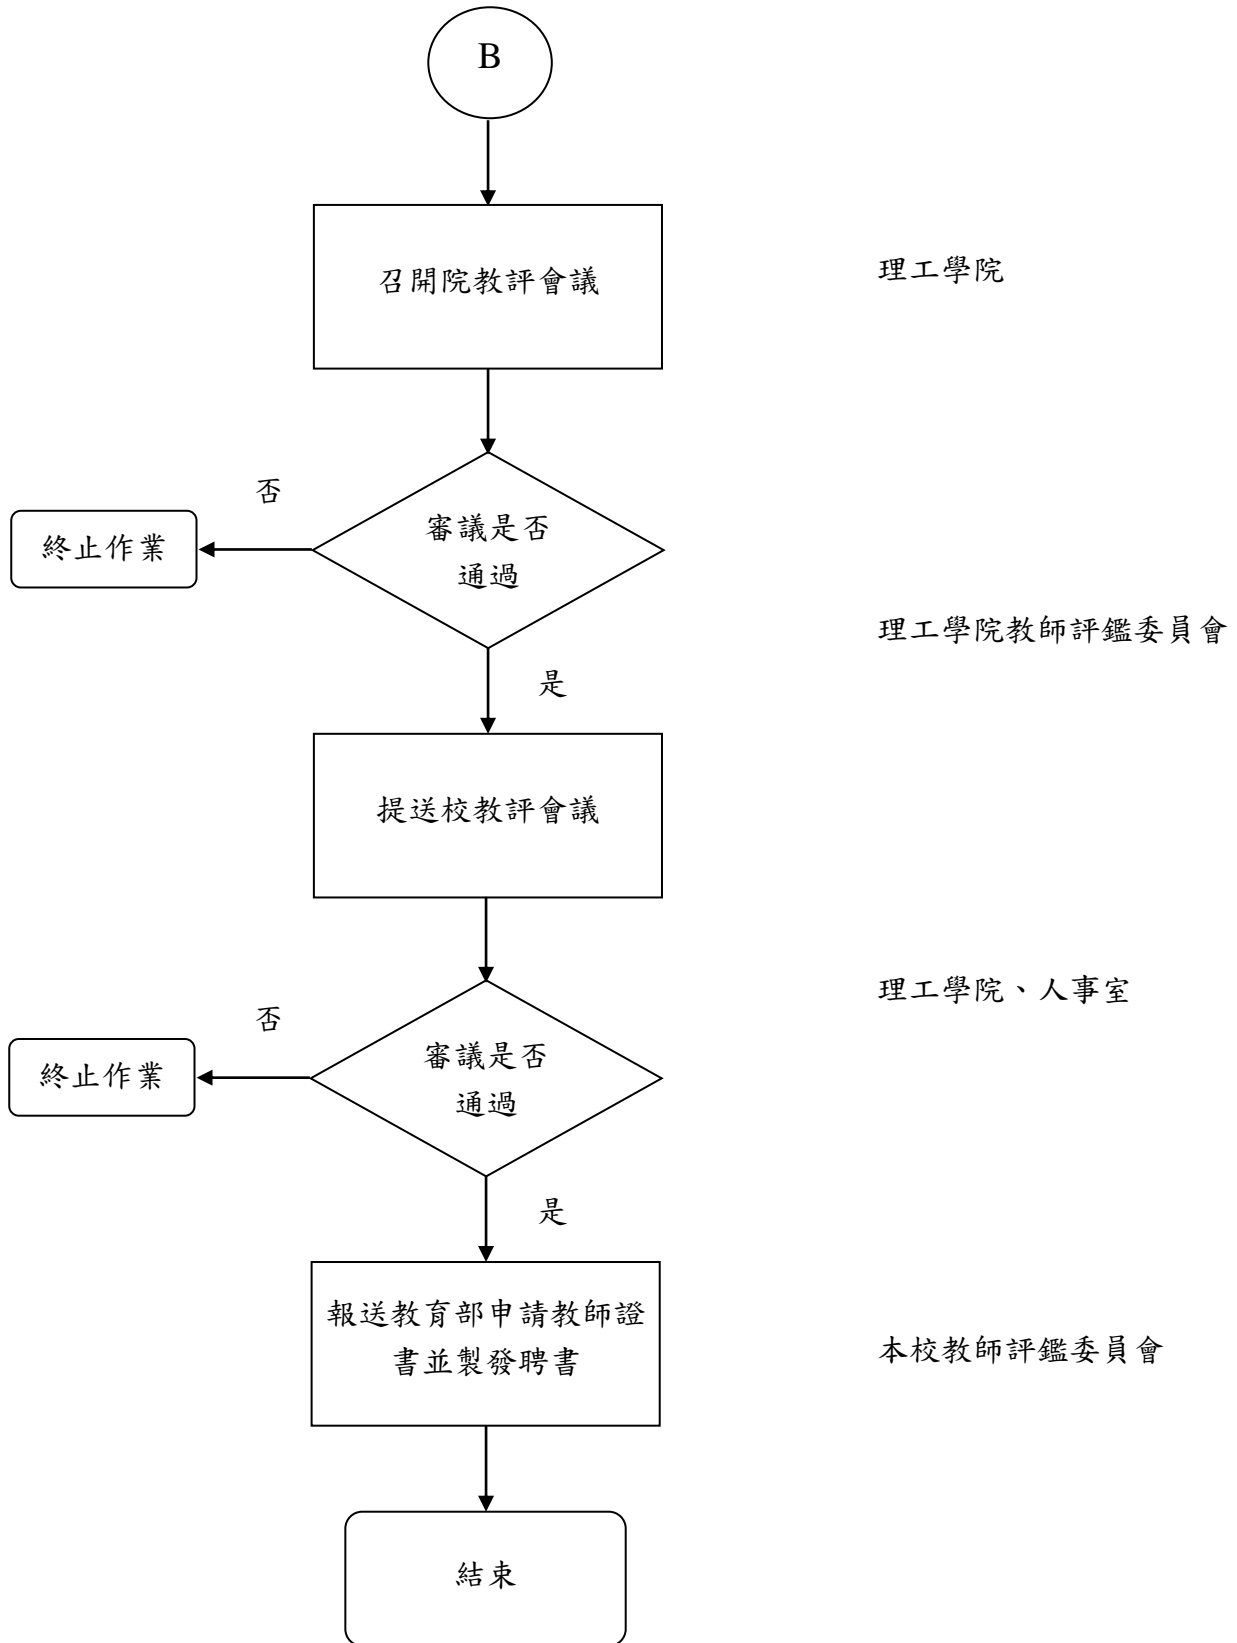 B
召開院教評會議
理工學院
否
審議是否
通過
終止作業
理工學院教師評鑑委員會
是
提送校教評會議
理工學院、人事室
否
審議是否
通過
終止作業
是
報送教育部申請教師證
書並製發聘書
本校教師評鑑委員會
結束